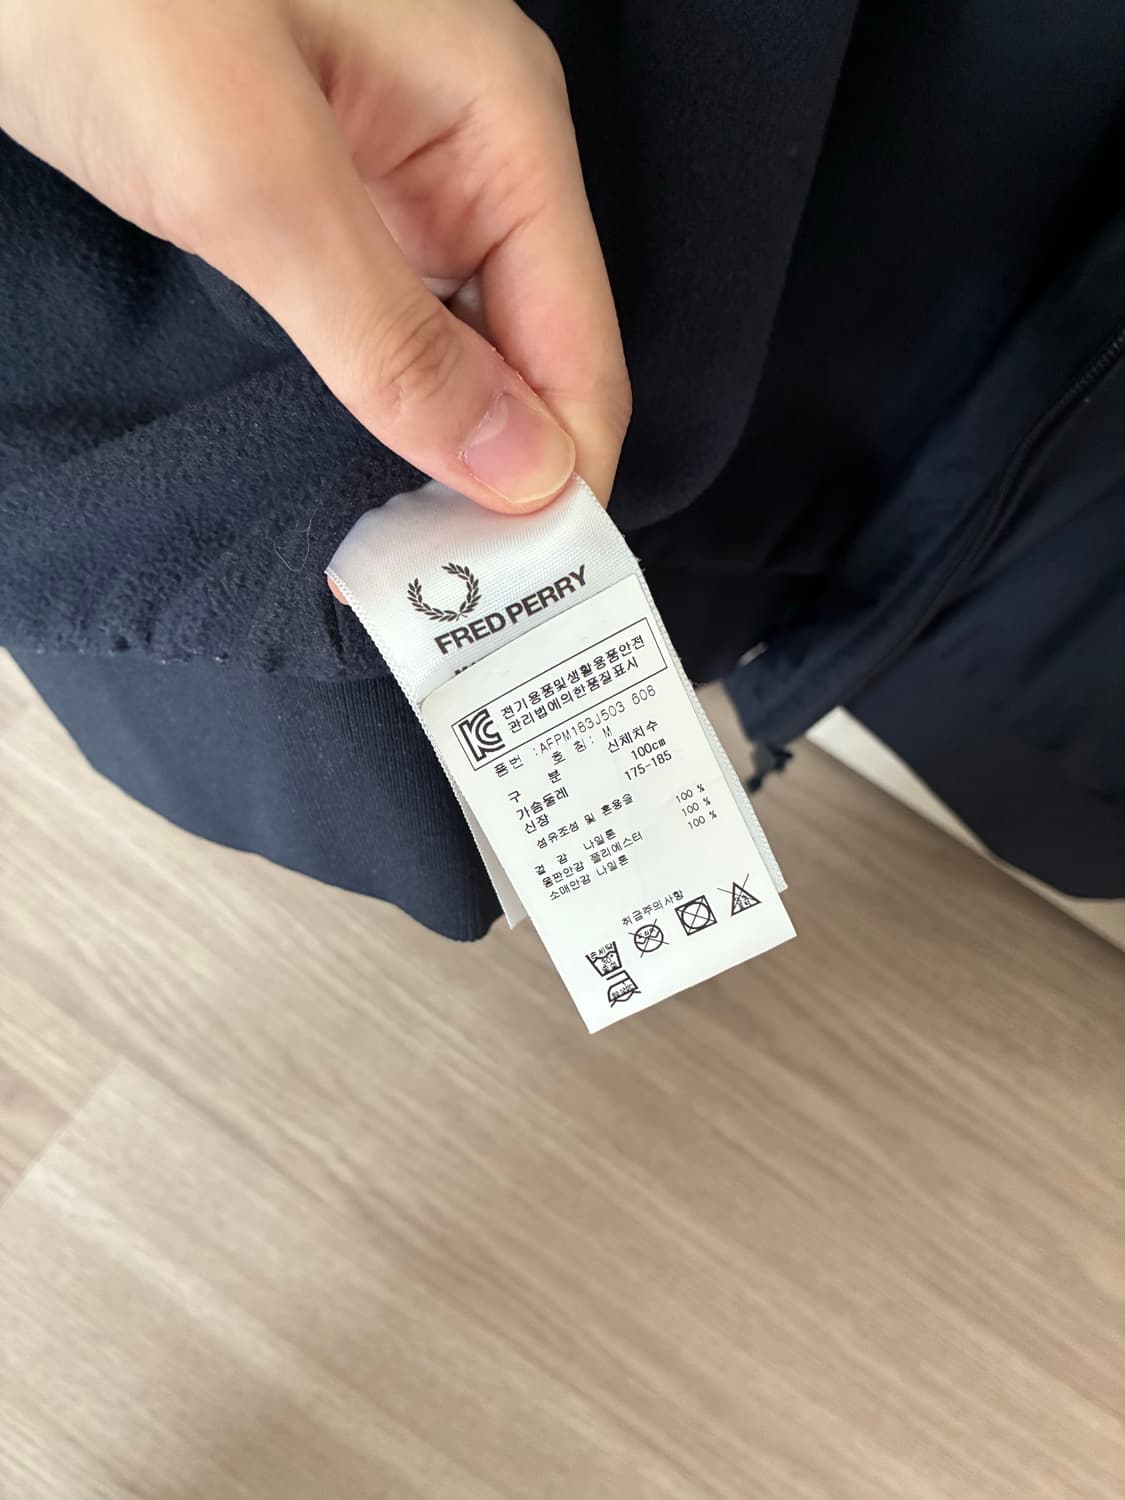 FRED PERRY
KC 전기용품및생활용품안전
관리법에의한품질표시
품번 :AFPM183J503 608
호 칭: M
구 분 신체치수
가슴둘레 100cm
신장 175-185
섬유조성 및 혼용율
겉 감 나일론 100 %
몸판안감 폴리에스터 100 %
소매안감 나일론 100 %
취급주의사항
손세탁